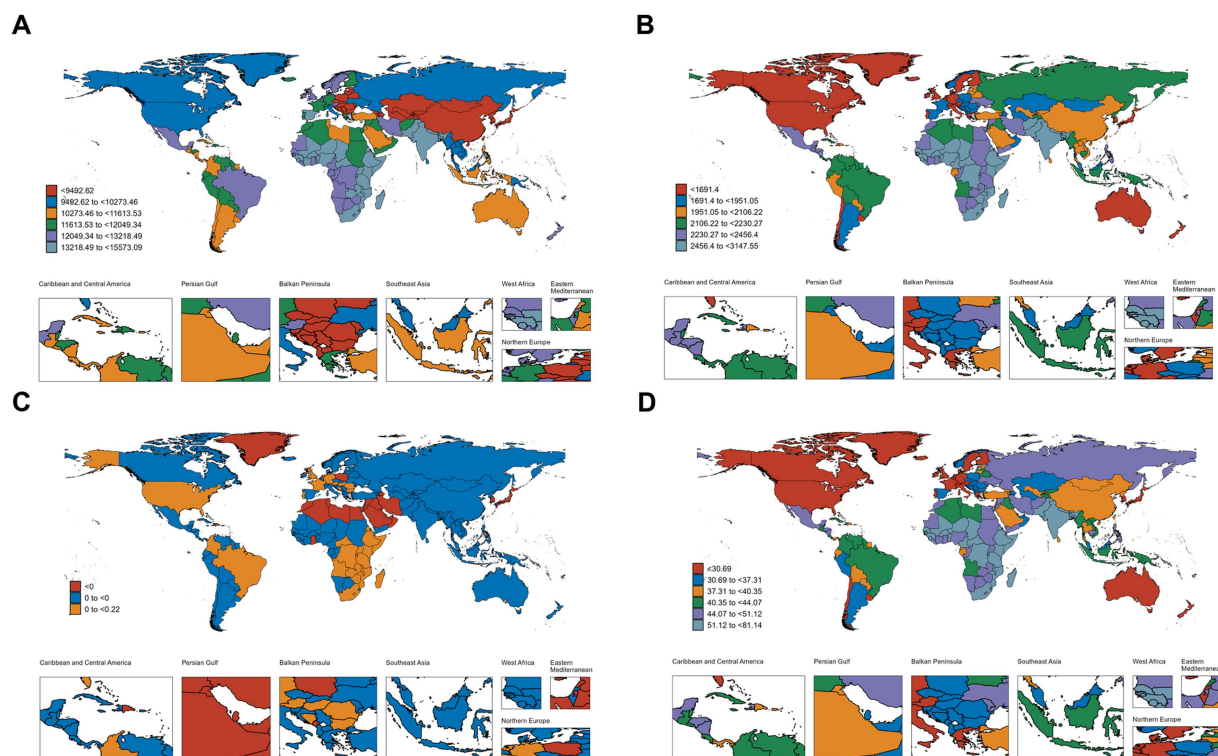 A
<9492.62
9492.62 to <10273.46
10273.46 to <11613.53
11613.53 to <12049.34
12049.34 to <13218.49
13218.49 to <15573.09
Caribbean and Central America
Persian Gulf
Balkan Peninsula
Southeast Asia
West Africa
Eastern
Mediterranean
Northern Europe
B
<1691.4
1691.4 to <1951.05
1951.05 to <2106.22
2106.22 to <2230.27
2230.27 to <2456.4
2456.4 to <3147.55
Caribbean and Central America
Persian Gulf
Balkan Peninsula
Southeast Asia
West Africa
Eastern
Mediterranean
Northern Europe
C
<0
0 to <0
0 to <0.22
Caribbean and Central America
Persian Gulf
Balkan Peninsula
Southeast Asia
West Africa
Eastern
Mediterranean
Northern Europe
D
<30.69
30.69 to <37.31
37.31 to <40.35
40.35 to <44.07
44.07 to <51.12
51.12 to <81.14
Caribbean and Central America
Persian Gulf
Balkan Peninsula
Southeast Asia
West Africa
Eastern
Mediterranean
Northern Europe